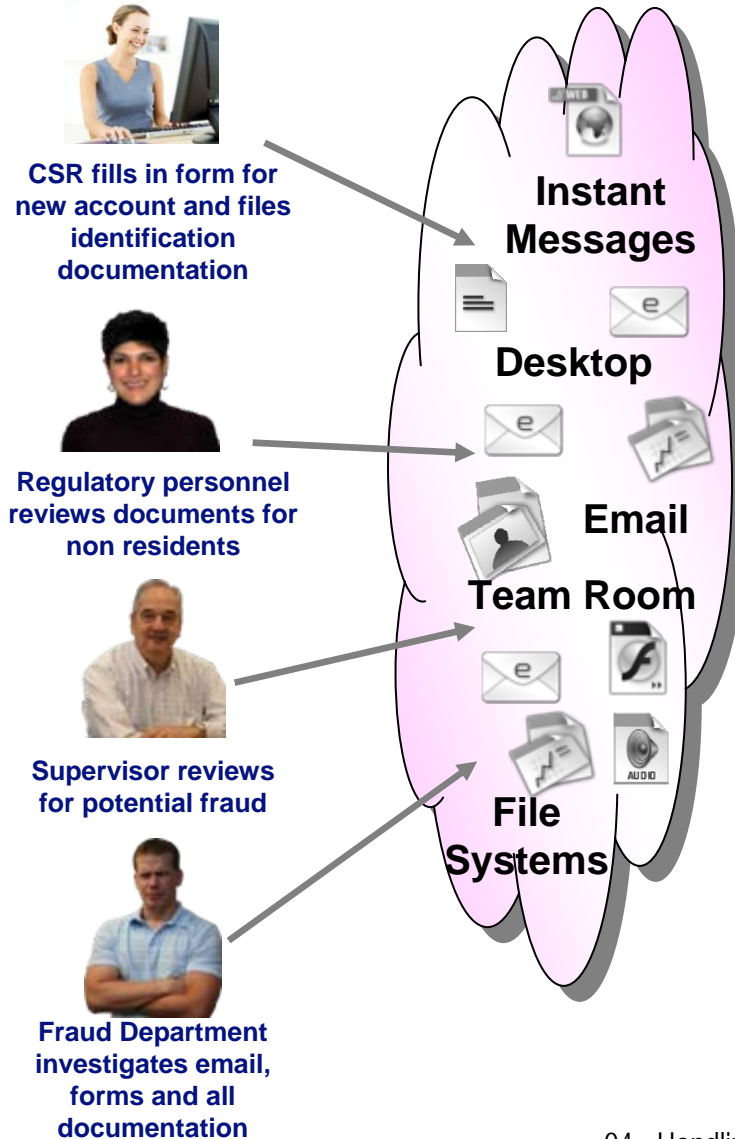 CSR fills in form for
new account and files
identification
documentation
Regulatory personnel
reviews documents for
non residents
Supervisor reviews
for potential fraud
Fraud Department
investigates email,
forms and all
documentation
WEB
Instant
Messages
e
Desktop
e
Email
Team Room
e
AUDIO
File
Systems